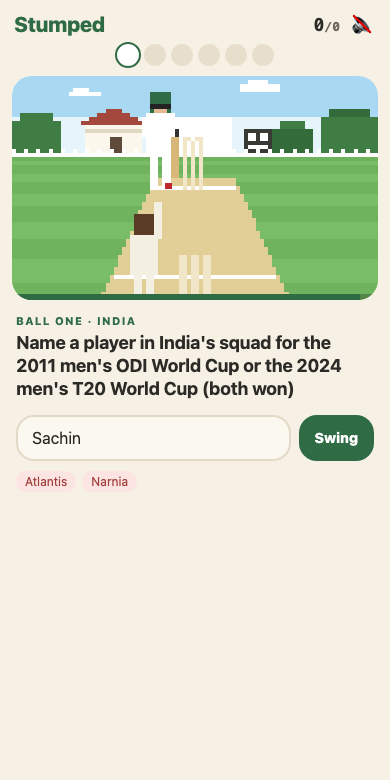 Stumped
0/0
BALL ONE · INDIA
Name a player in India's squad for the
2011 men's ODI World Cup or the 2024
men's T20 World Cup (both won)
Sachin
Swing
Atlantis
Narnia